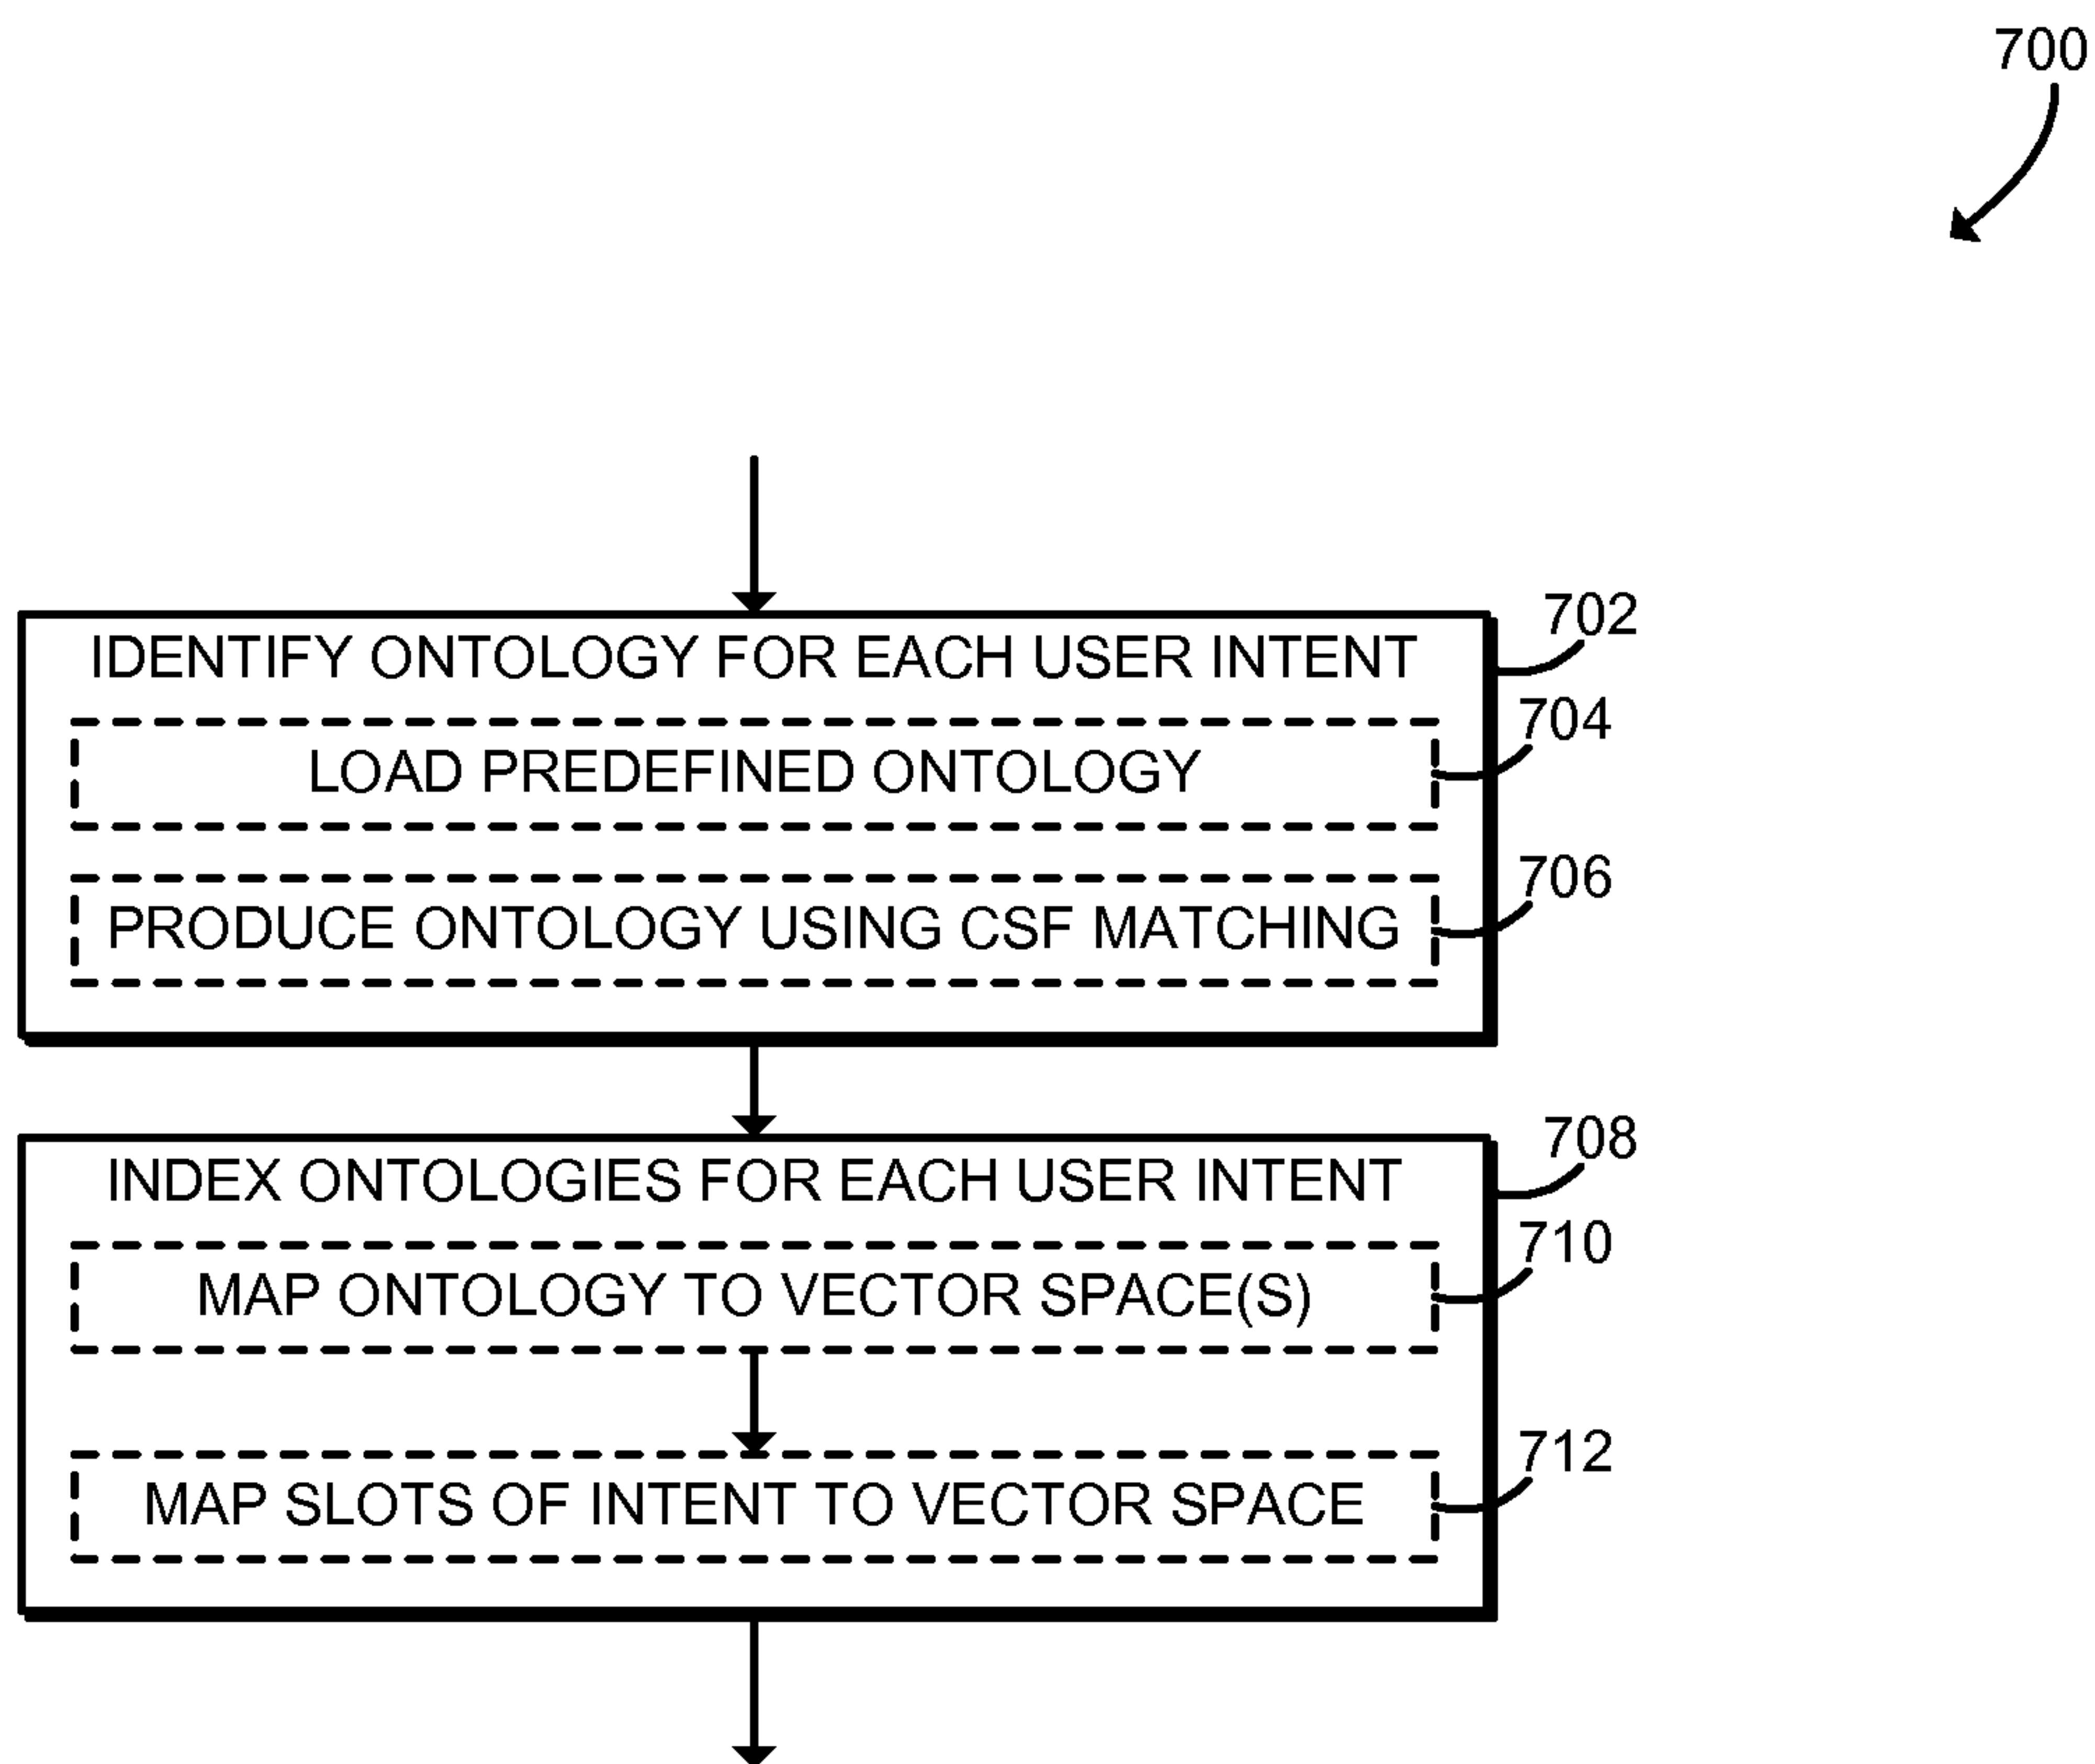 700
IDENTIFY ONTOLOGY FOR EACH USER INTENT
702
LOAD PREDEFINED ONTOLOGY
704
PRODUCE ONTOLOGY USING CSF MATCHING
706
INDEX ONTOLOGIES FOR EACH USER INTENT
708
MAP ONTOLOGY TO VECTOR SPACE(S)
710
MAP SLOTS OF INTENT TO VECTOR SPACE
712